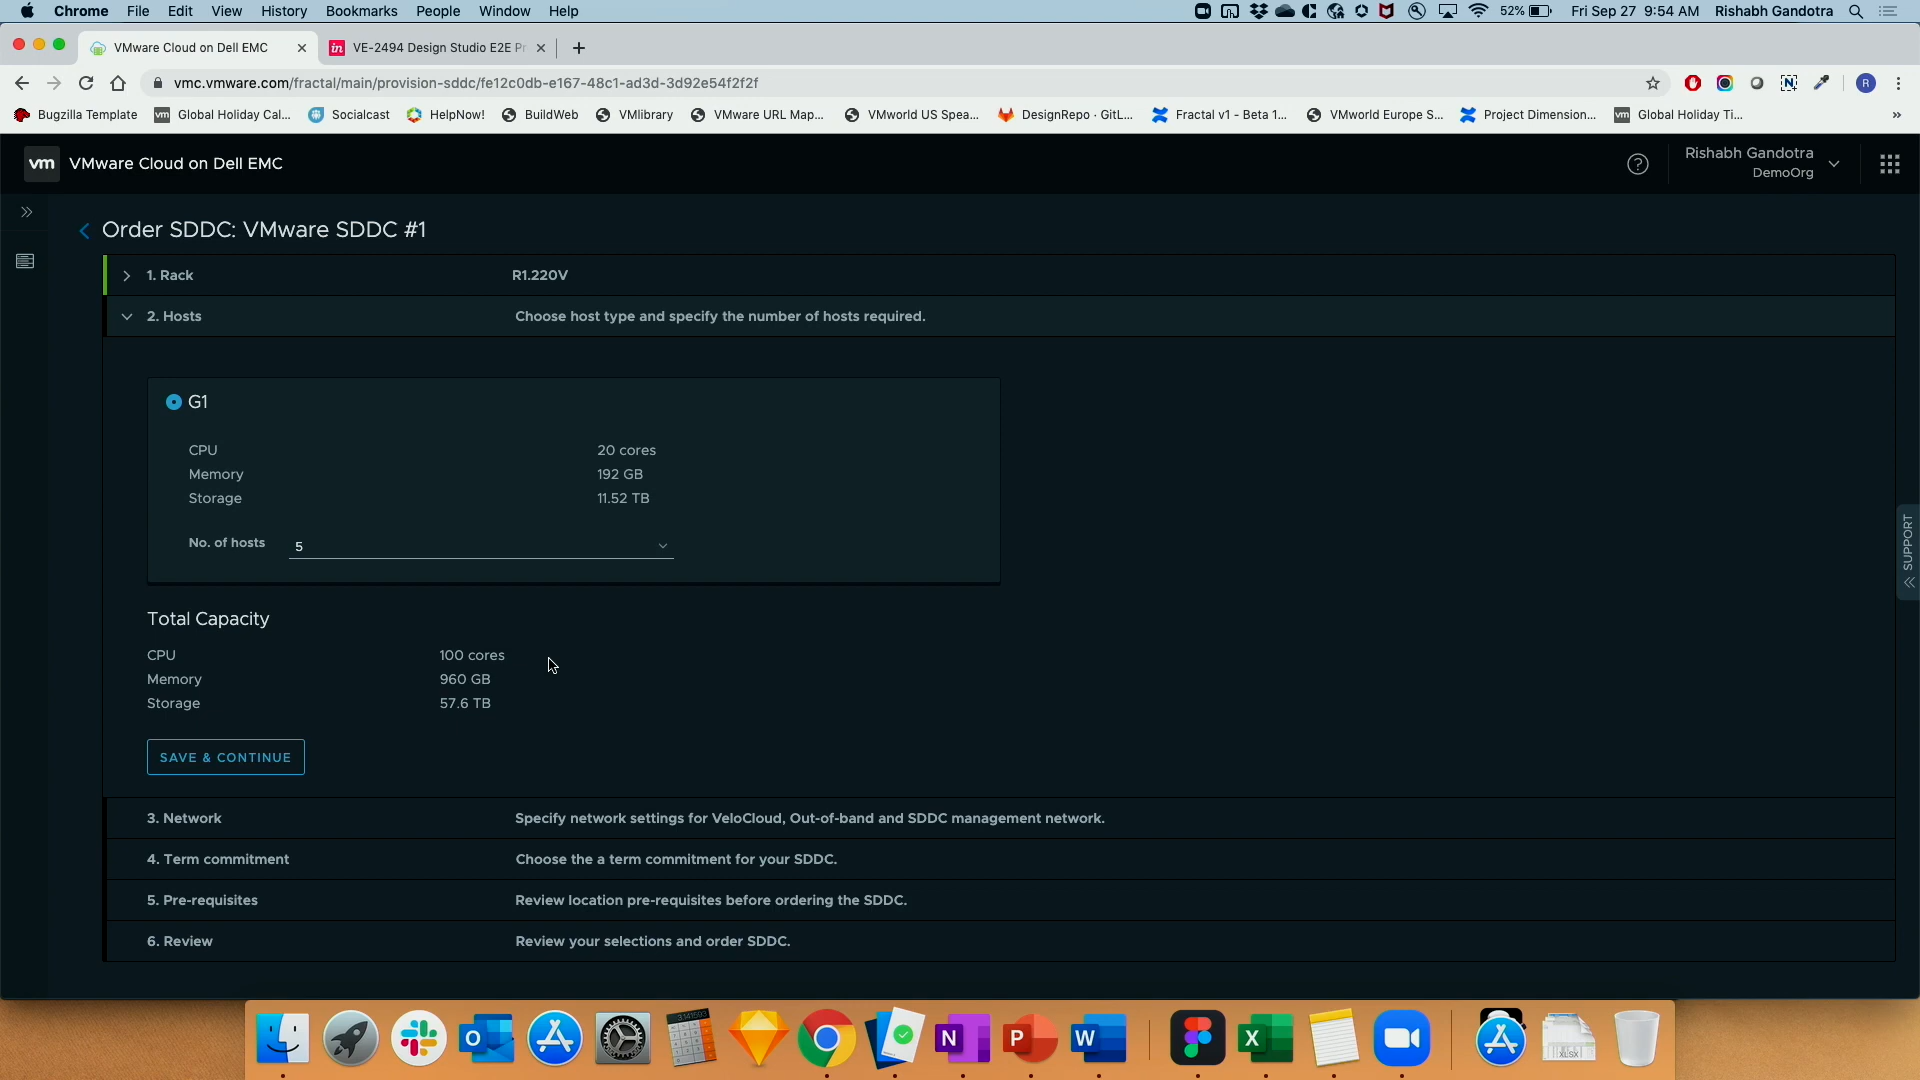 Chrome File Edit View History Bookmarks People Window Help 52% Fri Sep 27 9:54 AM Rishabh Gandotra
VMware Cloud on Dell EMC in VE-2494 Design Studio E2E Pr
vmc.vmware.com/fractal/main/provision-sddc/fe12c0db-e167-48c1-ad3d-3d92e54f2f2f R
Bugzilla Template vm Global Holiday Cal... Socialcast HelpNow! BuildWeb VMlibrary VMware URL Map... VMworld US Spea... DesignRepo · GitL... Fractal v1 - Beta 1... VMworld Europe S... Project Dimension... vm Global Holiday Ti... »
vm VMware Cloud on Dell EMC ? Rishabh Gandotra
DemoOrg
Order SDDC: VMware SDDC #1
1. Rack R1.220V
2. Hosts Choose host type and specify the number of hosts required.
G1
CPU 20 cores
Memory 192 GB
Storage 11.52 TB
No. of hosts 5
SUPPORT
Total Capacity
CPU 100 cores
Memory 960 GB
Storage 57.6 TB
SAVE & CONTINUE
3. Network Specify network settings for VeloCloud, Out-of-band and SDDC management network.
4. Term commitment Choose the a term commitment for your SDDC.
5. Pre-requisites Review location pre-requisites before ordering the SDDC.
6. Review Review your selections and order SDDC.
O N P W X XLSX